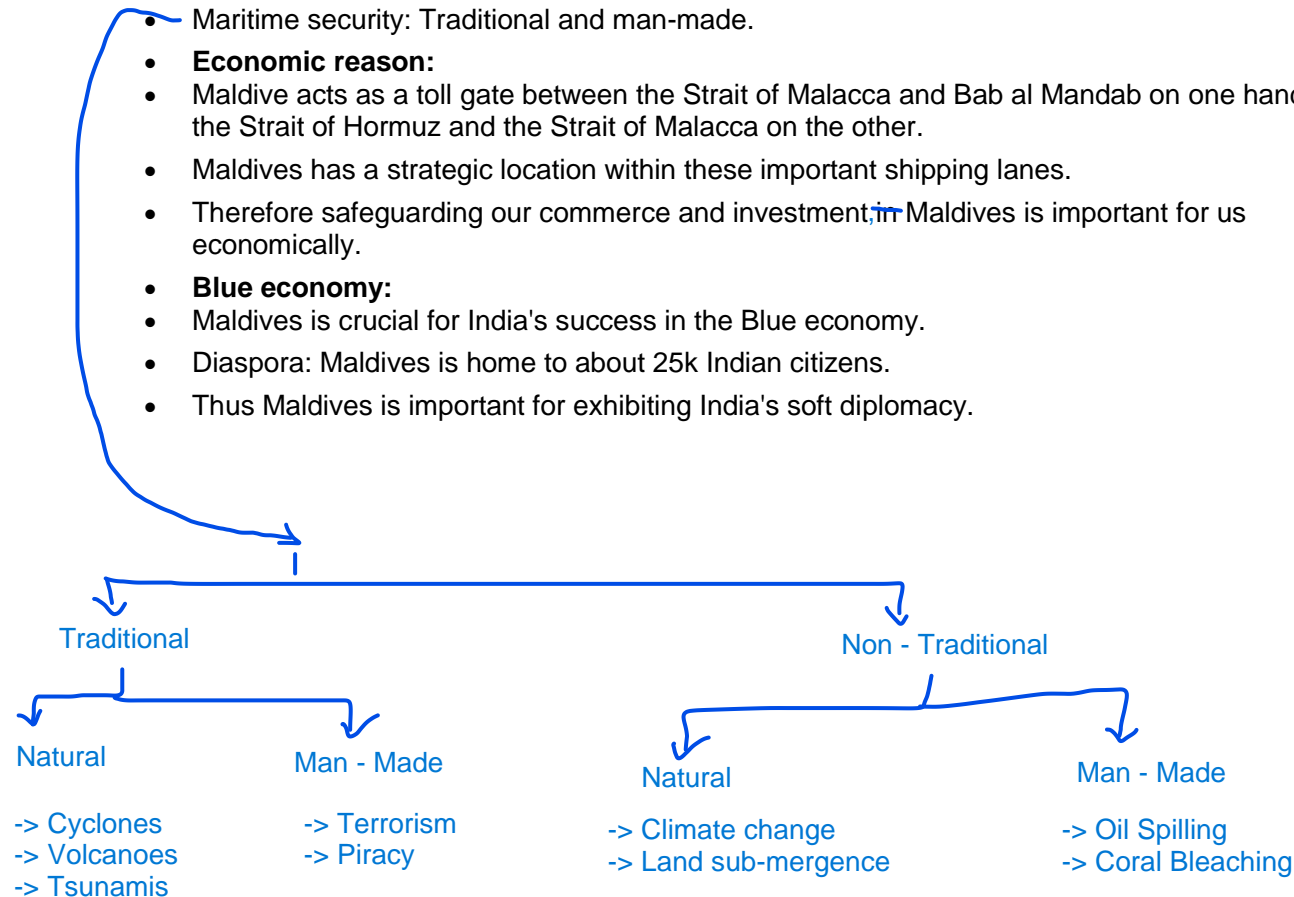 • Maritime security: Traditional and man-made.
• Economic reason:
• Maldive acts as a toll gate between the Strait of Malacca and Bab al Mandab on one hand
the Strait of Hormuz and the Strait of Malacca on the other.
• Maldives has a strategic location within these important shipping lanes.
• Therefore safeguarding our commerce and investment, in Maldives is important for us
economically.
• Blue economy:
• Maldives is crucial for India's success in the Blue economy.
• Diaspora: Maldives is home to about 25k Indian citizens.
• Thus Maldives is important for exhibiting India's soft diplomacy.
Traditional
Non - Traditional
Natural
Man - Made
Natural
Man - Made
-> Cyclones
-> Volcanoes
-> Tsunamis
-> Terrorism
-> Piracy
-> Climate change
-> Land sub-mergence
-> Oil Spilling
-> Coral Bleaching